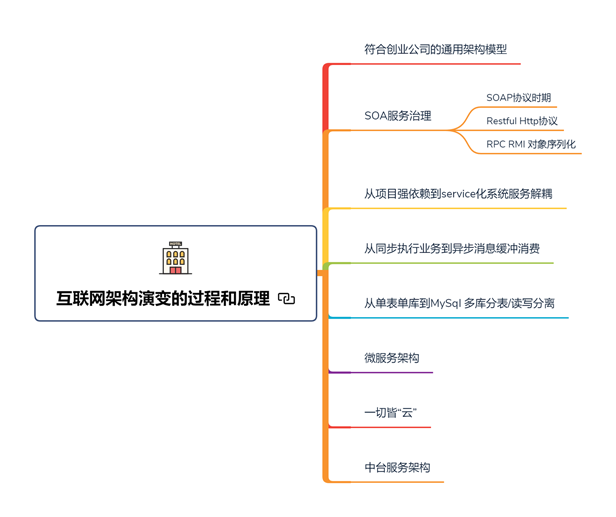 符合创业公司的通用架构模型
SOA服务治理
SOAP协议时期
Restful Http协议
RPC RMI 对象序列化
从项目强依赖到service化系统服务解耦
从同步执行业务到异步消息缓冲消费
互联网架构演变的过程和原理
从单表单库到MySql 多库分表/读写分离
微服务架构
一切皆“云”
中台服务架构